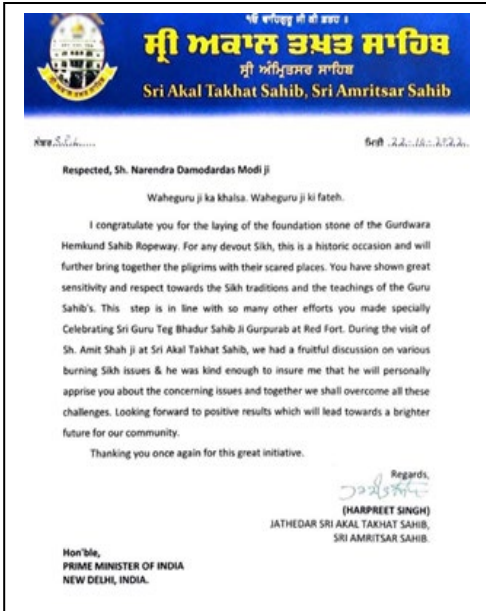 ੴ ਵਾਹਿਗੁਰੂ ਜੀ ਕੀ ਫ਼ਤਹ ॥
ਸ੍ਰੀ ਅਕਾਲ ਤਖ਼ਤ ਸਾਹਿਬ
ਸ੍ਰੀ ਅੰਮ੍ਰਿਤਸਰ ਸਾਹਿਬ
Sri Akal Takhat Sahib, Sri Amritsar Sahib
ਨੰਬਰ ਮਿਤੀ 22-10-2022
Respected, Sh. Narendra Damodardas Modi ji
Waheguru ji ka khalsa. Waheguru ji ki fateh.
I congratulate you for the laying of the foundation stone of the Gurdwara
Hemkund Sahib Ropeway. For any devout Sikh, this is a historic occasion and will
further bring together the pligrims with their scared places. You have shown great
sensitivity and respect towards the Sikh traditions and the teachings of the Guru
Sahib's. This step is in line with so many other efforts you made specially
Celebrating Sri Guru Teg Bhadur Sahib Ji Gurpurab at Red Fort. During the visit of
Sh. Amit Shah ji at Sri Akal Takhat Sahib, we had a fruitful discussion on various
burning Sikh issues & he was kind enough to insure me that he will personally
apprise you about the concerning issues and together we shall overcome all these
challenges. Looking forward to positive results which will lead towards a brighter
future for our community.
Thanking you once again for this great initiative.
Regards,
(HARPREET SINGH)
JATHEDAR SRI AKAL TAKHAT SAHIB,
SRI AMRITSAR SAHIB.
Hon'ble,
PRIME MINISTER OF INDIA
NEW DELHI, INDIA.